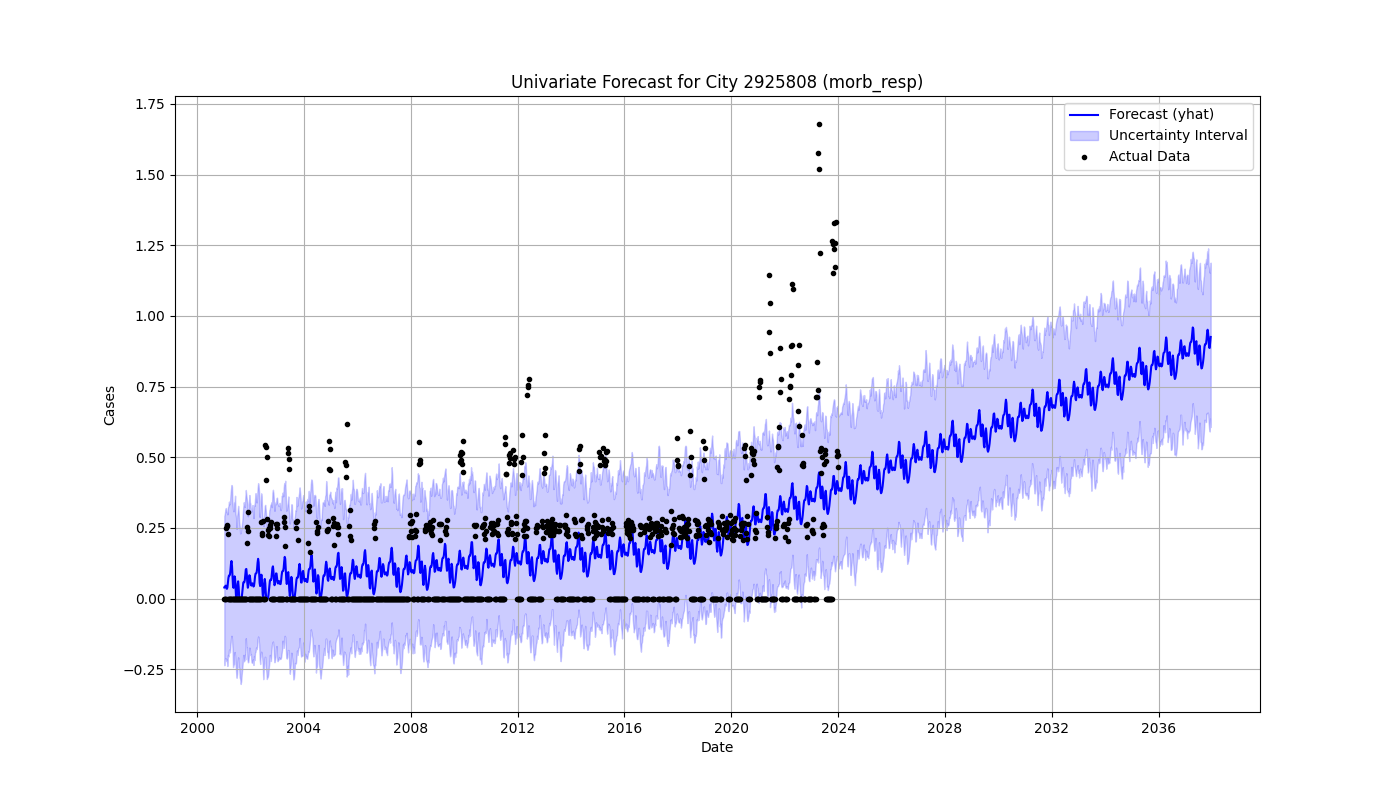 Univariate Forecast for City 2925808 (morb_resp)
1.75
1.50
1.25
1.00
0.75
0.50
0.25
0.00
−0.25
Cases
Forecast (yhat)
Uncertainty Interval
Actual Data
2000 2004 2008 2012 2016 2020 2024 2028 2032 2036
Date